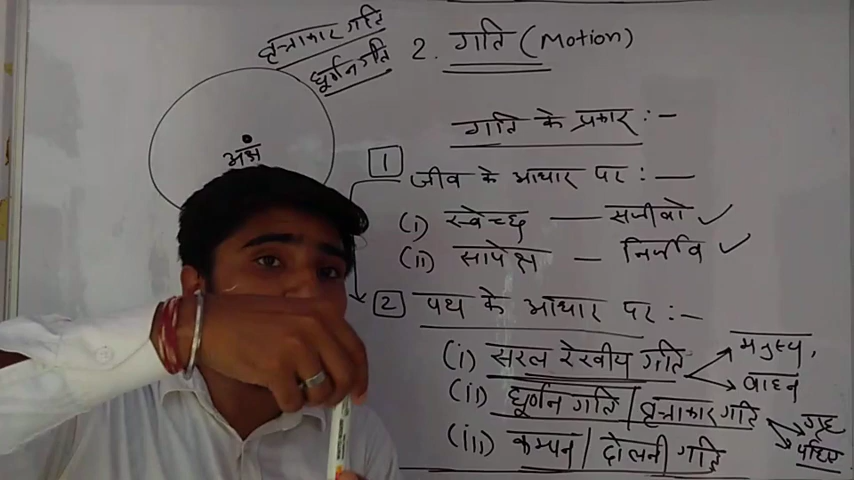 वृत्ताकार गति
घूर्णन गति
अक्ष
2. गति (Motion)
गति के प्रकार :-
1 जीव के आधार पर : —
(i) स्वेच्छ — सजीवो ✓
(ii) सापेक्ष — निर्जीव ✓
2 पथ के आधार पर :-
(i) सरल रेखीय गति
मनुष्य,
वाहन
(ii) घूर्णन गति / वृत्ताकार गति
ग्रह
पहिए
(iii) कम्पन / दोलनी गति